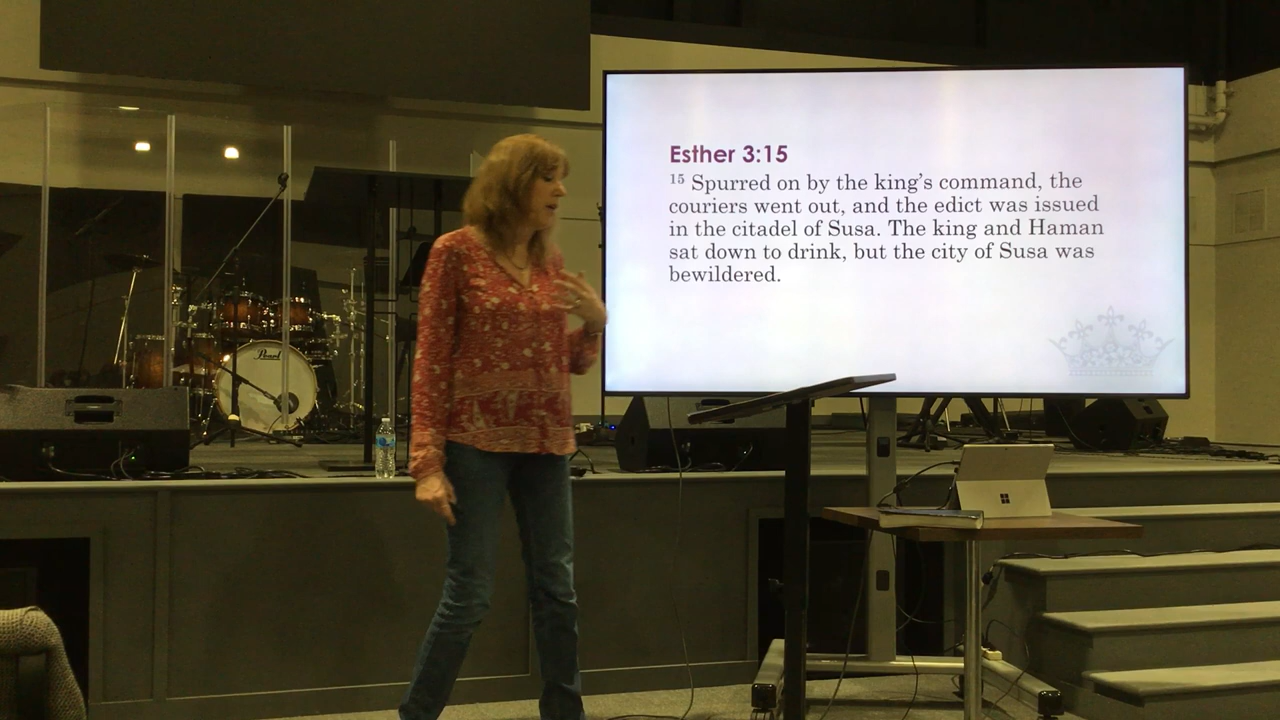 Esther 3:15
15 Spurred on by the king's command, the
couriers went out, and the edict was issued
in the citadel of Susa. The king and Haman
sat down to drink, but the city of Susa was
bewildered.
Pearl